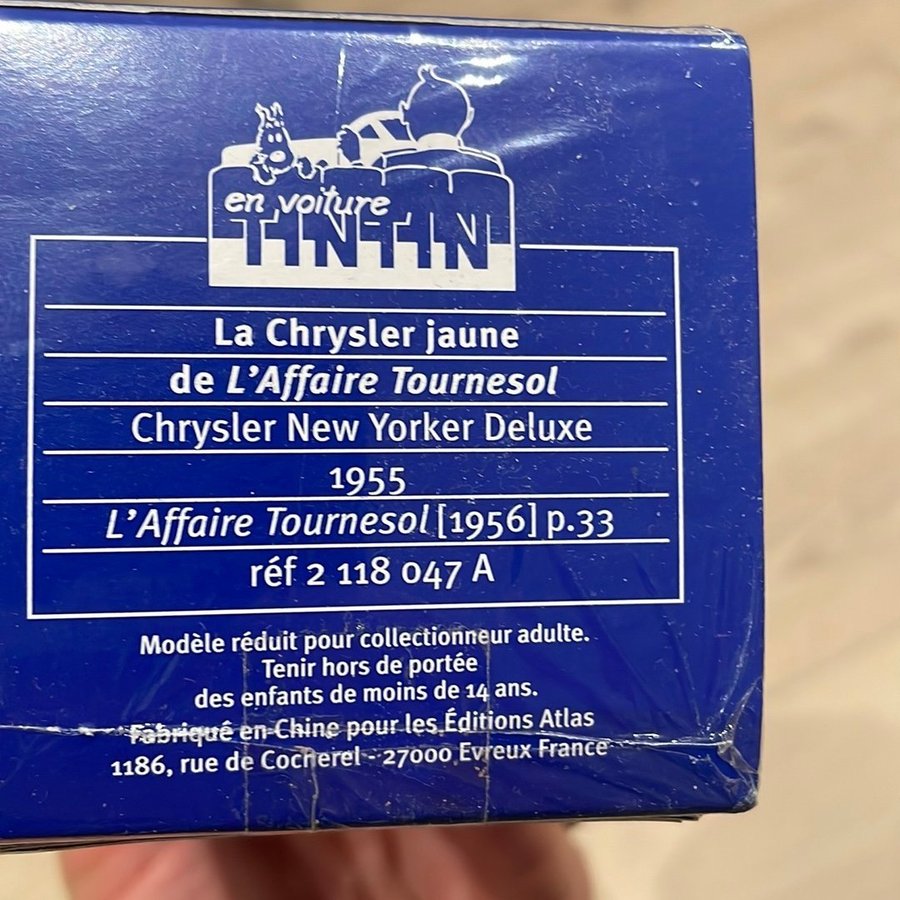 en voiture
TINTIN
La Chrysler jaune
de L'Affaire Tournesol
Chrysler New Yorker Deluxe
1955
L'Affaire Tournesol [1956] p.33
réf 2 118 047 A
Modèle réduit pour collectionneur adulte.
Tenir hors de portée
des enfants de moins de 14 ans.
Fabriqué en Chine pour les Éditions Atlas
1186, rue de Cocherel - 27000 Evreux France